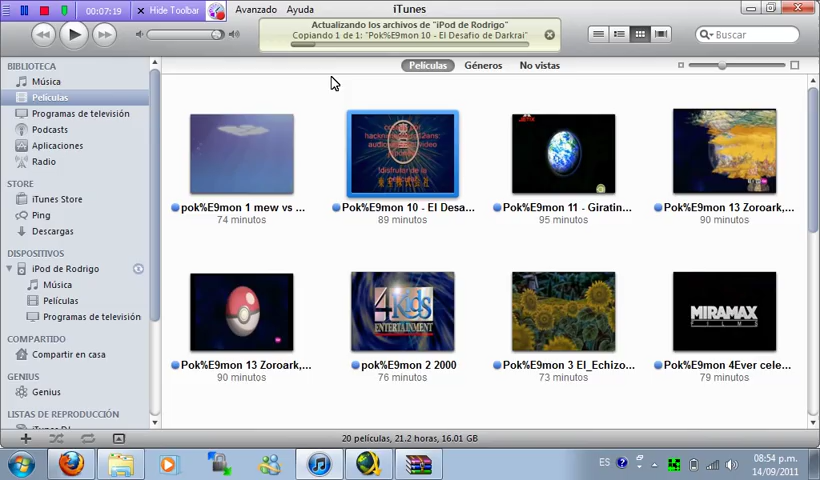 00:07:19
Hide Toolbar
Avanzado
Ayuda
iTunes
Actualizando los archivos de "iPod de Rodrigo"
Copiando 1 de 1: "Pok%E9mon 10 - El Desafio de Darkrai"
Buscar
BIBLIOTECA
Música
Películas
Programas de televisión
Podcasts
Aplicaciones
Radio
STORE
iTunes Store
Ping
Descargas
DISPOSITIVOS
iPod de Rodrigo
Música
Películas
Programas de televisión
COMPARTIDO
Compartir en casa
GENIUS
Genius
LISTAS DE REPRODUCCIÓN
Películas Géneros No vistas
pok%E9mon 1 mew vs ...
74 minutos
Pok%E9mon 10 - El Desa...
89 minutos
Pok%E9mon 11 - Giratin...
95 minutos
Pok%E9mon 13 Zoroark,...
90 minutos
Pok%E9mon 13 Zoroark,...
90 minutos
4Kids
ENTERTAINMENT
pok%E9mon 2 2000
76 minutos
Pok%E9mon 3 El_Echizo...
73 minutos
MIRAMAX
FILMS
Pok%E9mon 4Ever cele...
79 minutos
20 películas, 21.2 horas, 16.01 GB
ES
08:54 p.m.
14/09/2011